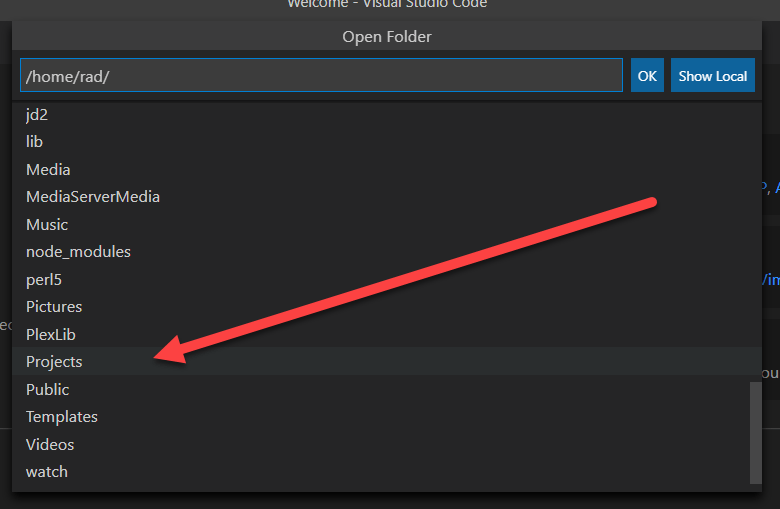 Welcome - Visual Studio Code
Open Folder
/home/rad/
OK
Show Local
jd2
lib
Media
MediaServerMedia
Music
node_modules
perl5
Pictures
PlexLib
Projects
Public
Templates
Videos
watch